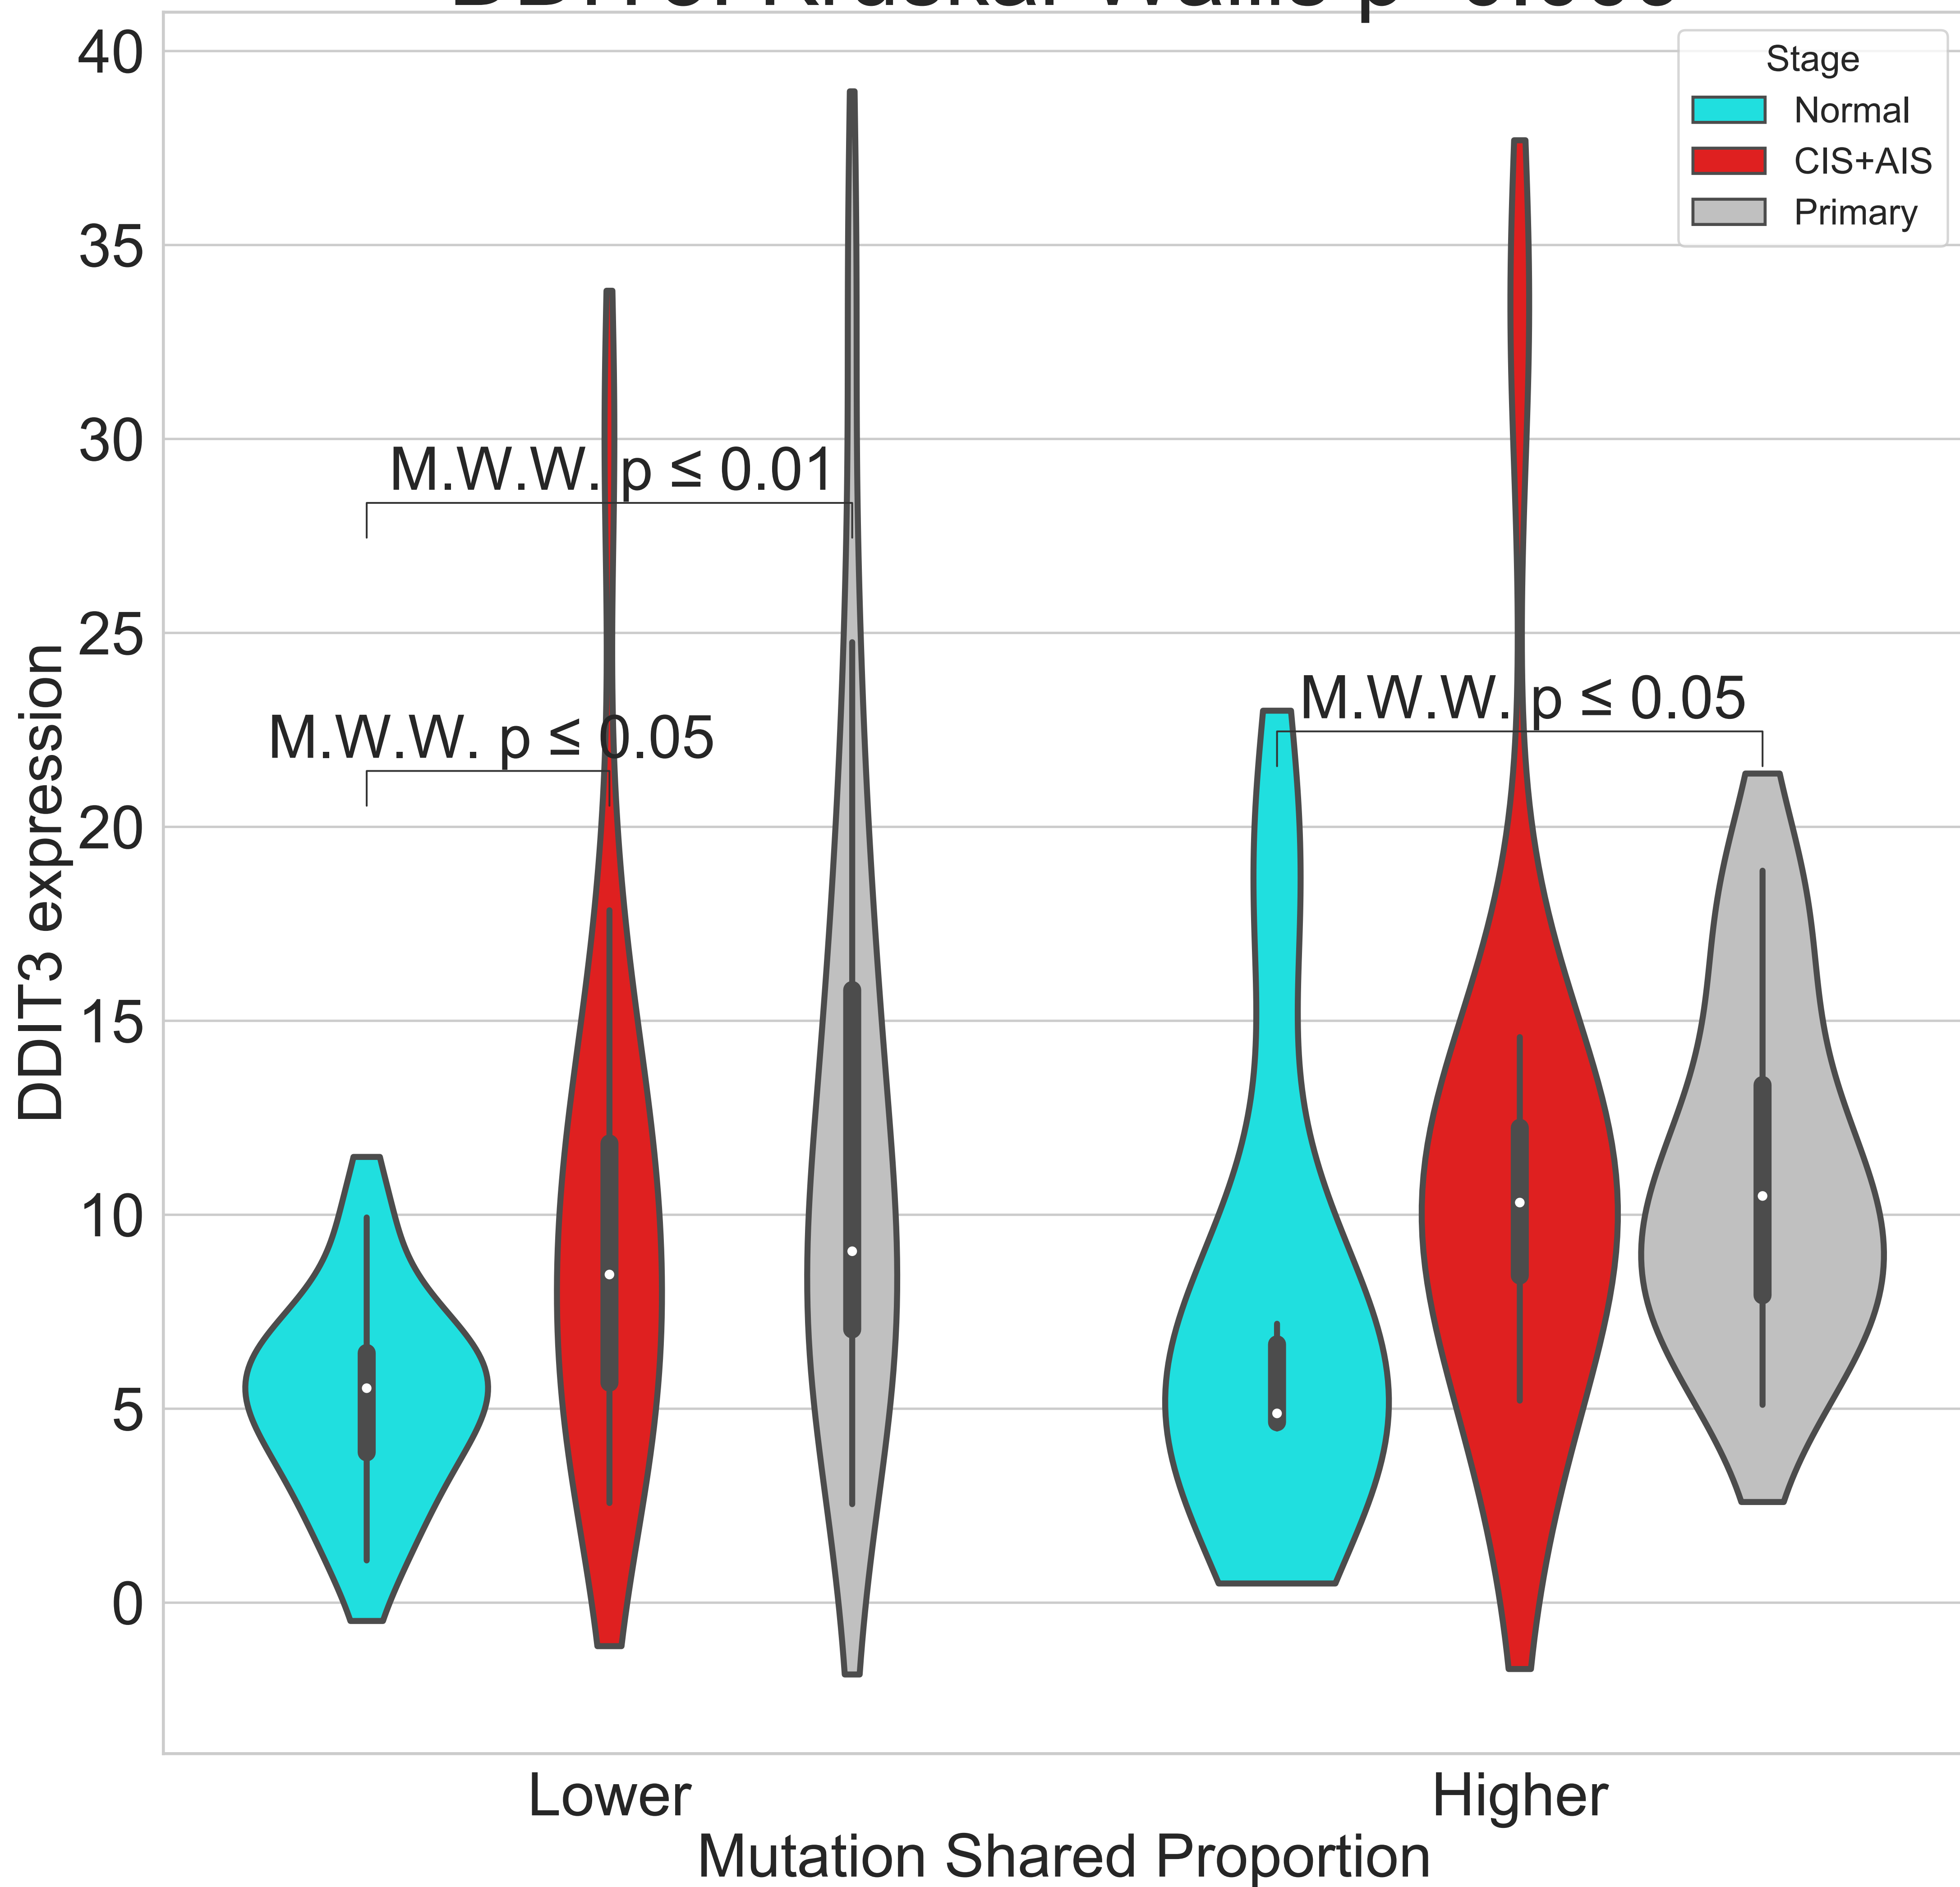 40
35
30
25
20
15
10
5
0
DDIT3 expression
Stage
Normal
CIS+AIS
Primary
M.W.W. p ≤ 0.01
M.W.W. p ≤ 0.05
M.W.W. p ≤ 0.05
Lower
Higher
Mutation Shared Proportion